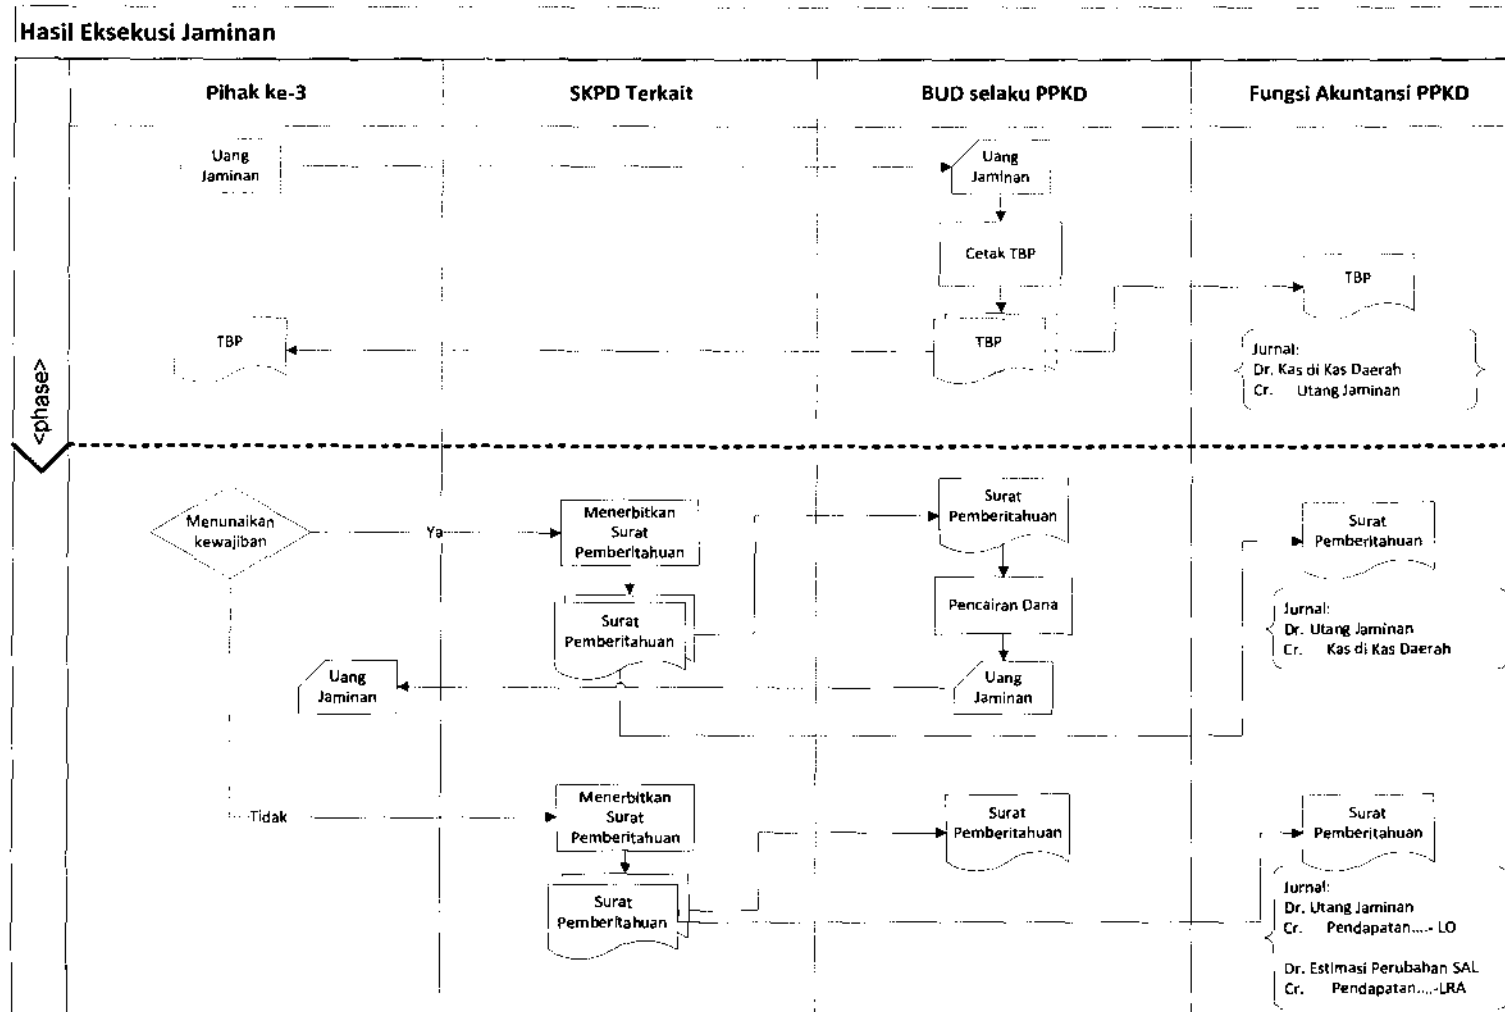 Hasil Eksekusi Jaminan
Pihak ke-3
SKPD Terkait
BUD selaku PPKD
Fungsi Akuntansi PPKD
<phase>
Uang
Jaminan
Uang
Jaminan
Cetak TBP
TBP
TBP
TBP
Jurnal:
Dr. Kas di Kas Daerah
Cr. Utang Jaminan
Menunaikan
kewajiban
Ya
Menerbitkan
Surat
Pemberitahuan
Surat
Pemberitahuan
Surat
Pemberitahuan
Pencairan Dana
Uang
Jaminan
Uang
Jaminan
Surat
Pemberitahuan
Jurnal:
Dr. Utang Jaminan
Cr. Kas di Kas Daerah
Tidak
Menerbitkan
Surat
Pemberitahuan
Surat
Pemberitahuan
Surat
Pemberitahuan
Surat
Pemberitahuan
Jurnal:
Dr. Utang Jaminan
Cr. Pendapatan....- LO
Dr. Estimasi Perubahan SAL
Cr. Pendapatan....-LRA